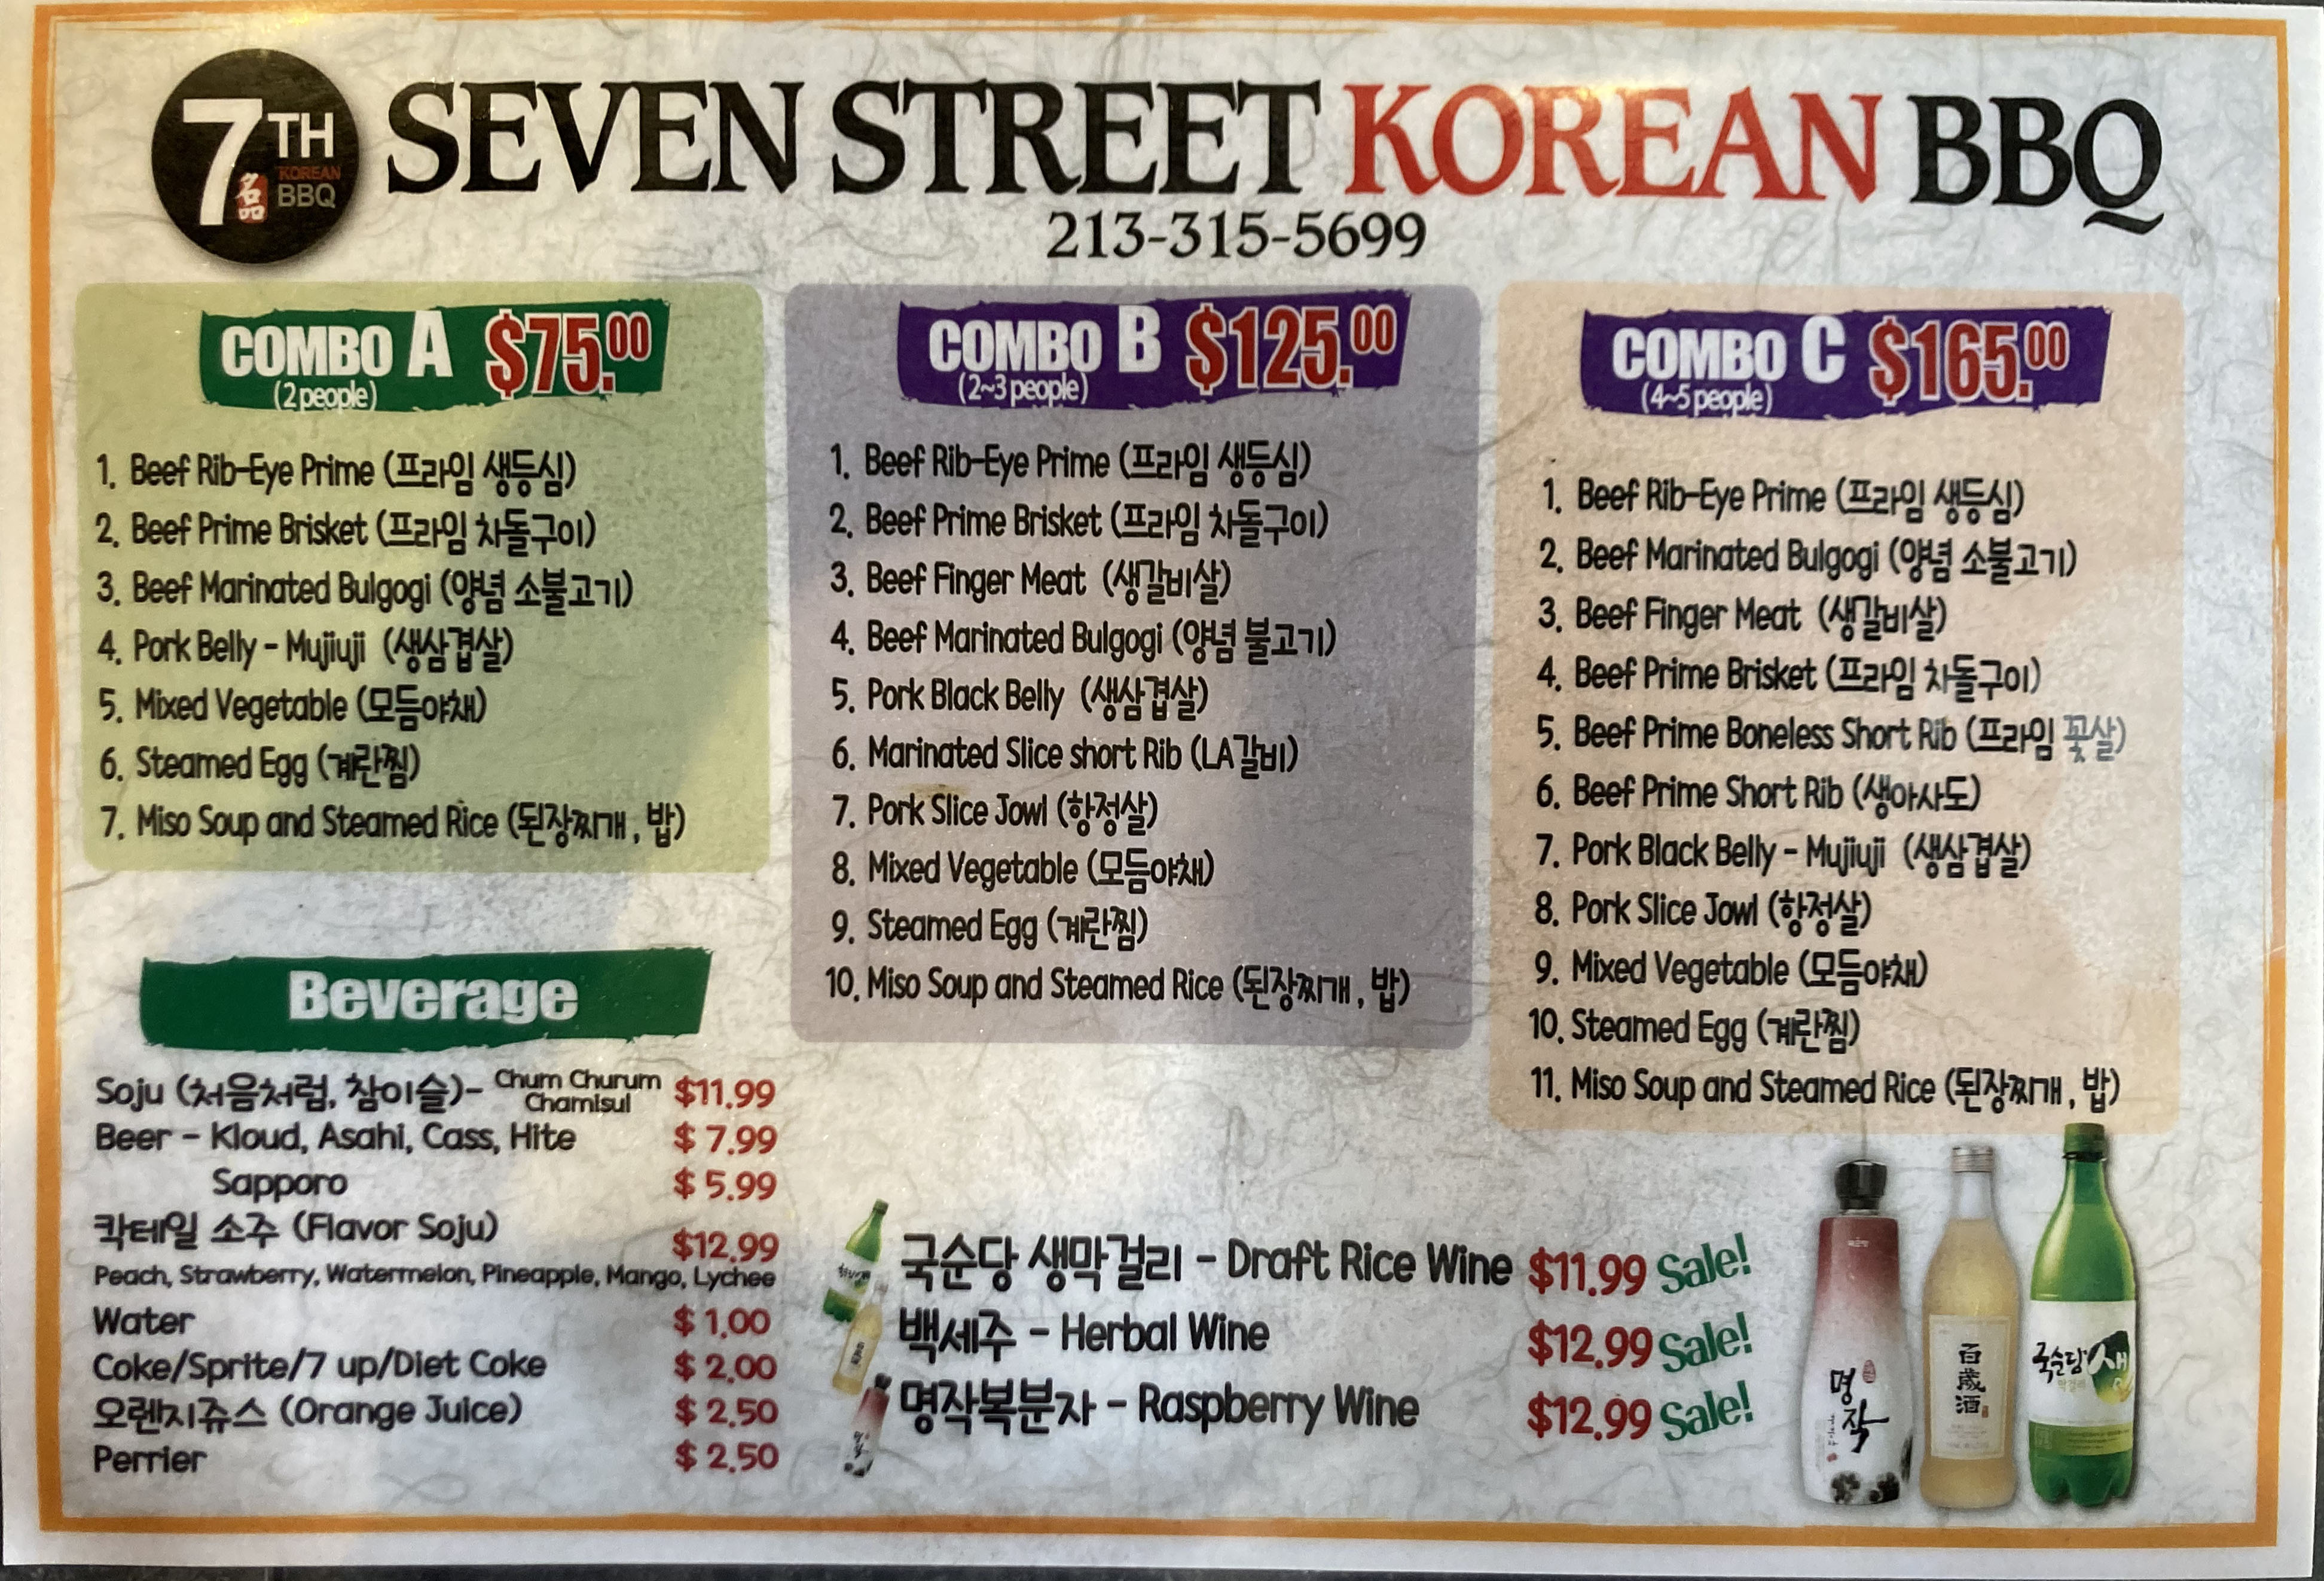 7TH
名品
KOREAN
BBQ
SEVEN STREET KOREAN BBQ
213-315-5699
COMBO A $75.00
(2 people)
1. Beef Rib-Eye Prime (프라임 생등심)
2. Beef Prime Brisket (프라임 차돌구이)
3. Beef Marinated Bulgogi (양념 소불고기)
4. Pork Belly - Mujiuji (생삼겹살)
5. Mixed Vegetable (모듬야채)
6. Steamed Egg (계란찜)
7. Miso Soup and Steamed Rice (된장찌개, 밥)
COMBO B $125.00
(2~3 people)
1. Beef Rib-Eye Prime (프라임 생등심)
2. Beef Prime Brisket (프라임 차돌구이)
3. Beef Finger Meat (생갈비살)
4. Beef Marinated Bulgogi (양념 불고기)
5. Pork Black Belly (생삼겹살)
6. Marinated Slice short Rib (LA갈비)
7. Pork Slice Jowl (항정살)
8. Mixed Vegetable (모듬야채)
9. Steamed Egg (계란찜)
10. Miso Soup and Steamed Rice (된장찌개, 밥)
COMBO C $165.00
(4~5 people)
1. Beef Rib-Eye Prime (프라임 생등심)
2. Beef Marinated Bulgogi (양념 소불고기)
3. Beef Finger Meat (생갈비살)
4. Beef Prime Brisket (프라임 차돌구이)
5. Beef Prime Boneless Short Rib (프라임 꽃살)
6. Beef Prime Short Rib (생아사도)
7. Pork Black Belly - Mujiuji (생삼겹살)
8. Pork Slice Jowl (항정살)
9. Mixed Vegetable (모듬야채)
10. Steamed Egg (계란찜)
11. Miso Soup and Steamed Rice (된장찌개, 밥)
Beverage
Soju (처음처럼, 참이슬)- Chum Churum Chamisul $11.99
Beer - Kloud, Asahi, Cass, Hite $ 7.99
Sapporo $ 5.99
칵테일 소주 (Flavor Soju) $12.99
Peach, Strawberry, Watermelon, Pineapple, Mango, Lychee
Water $ 1.00
Coke/Sprite/7 up/Diet Coke $ 2.00
오렌지쥬스 (Orange Juice) $ 2.50
Perrier $ 2.50
국순당 생막걸리 - Draft Rice Wine $11.99 Sale!
백세주 - Herbal Wine $12.99 Sale!
명작복분자 - Raspberry Wine $12.99 Sale!
명작
百歲酒
국순당 생